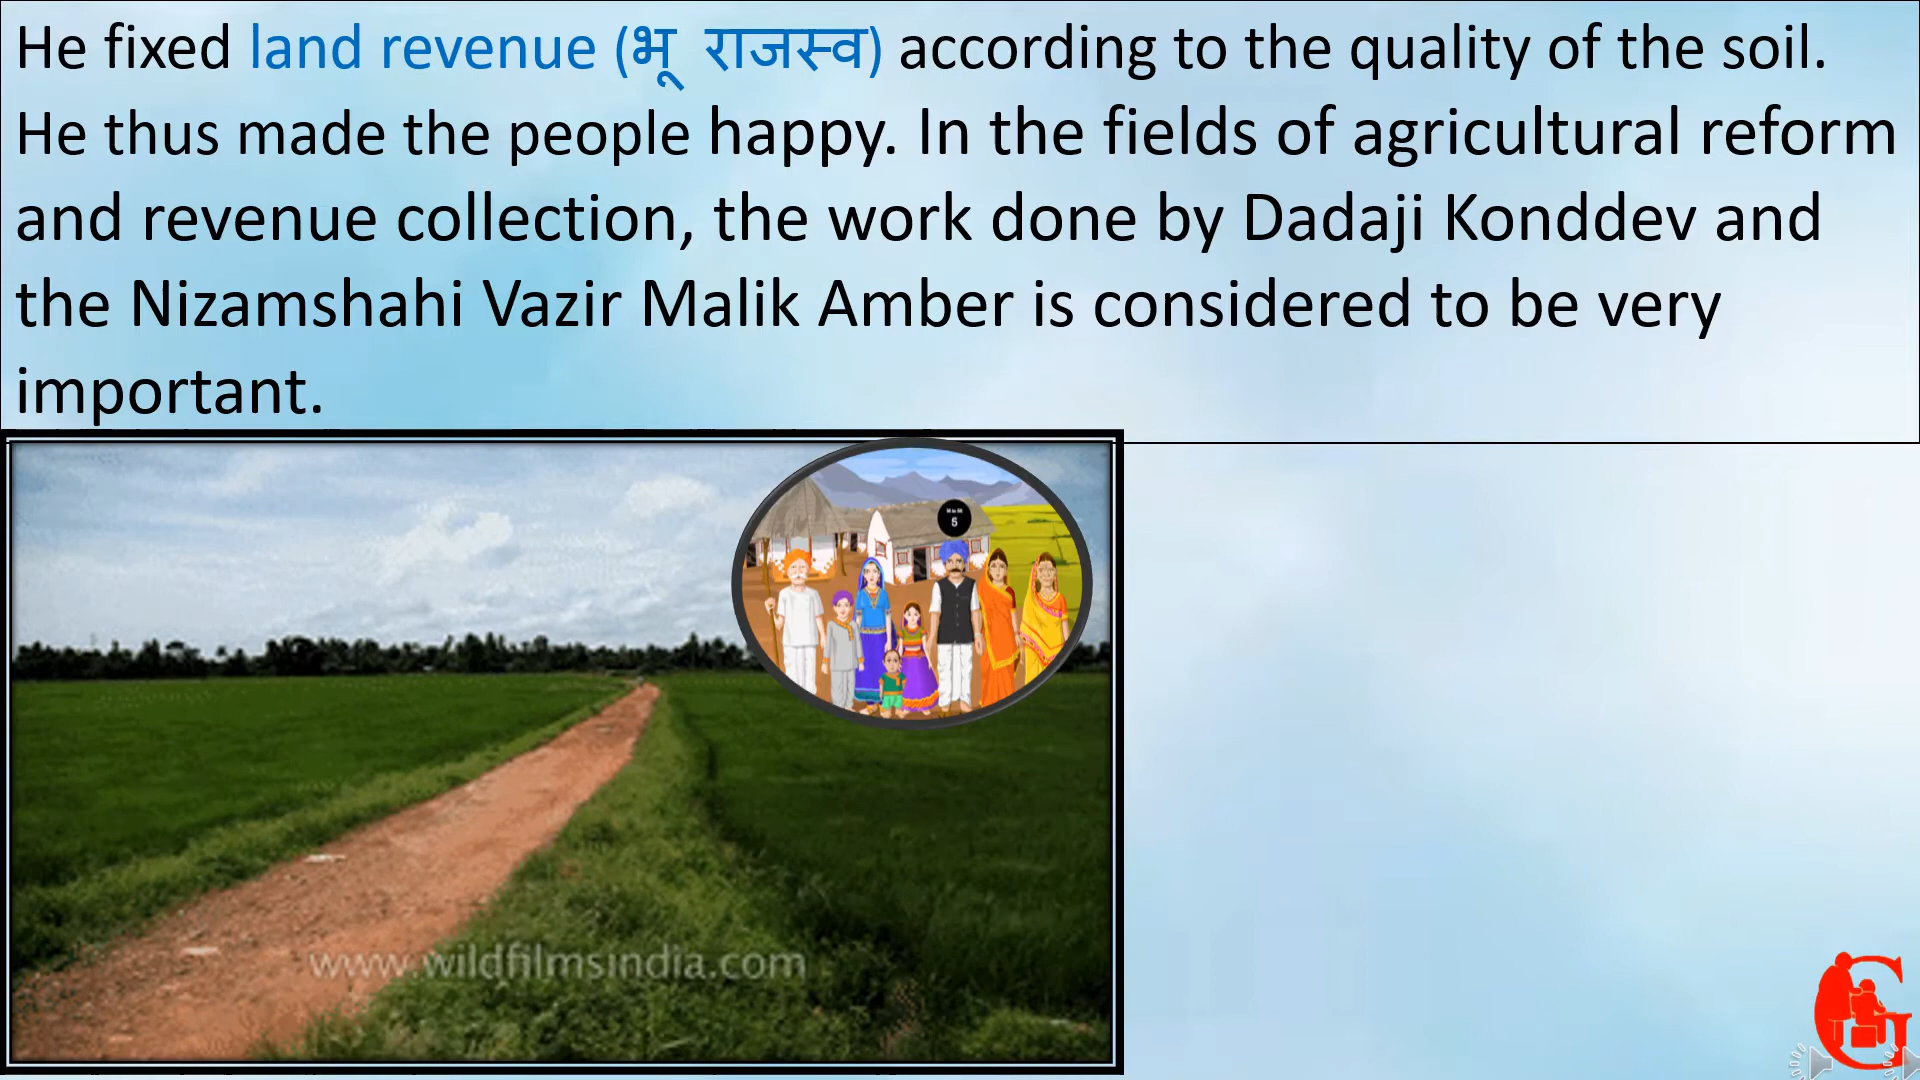 He fixed land revenue (भू राजस्व) according to the quality of the soil.
He thus made the people happy. In the fields of agricultural reform
and revenue collection, the work done by Dadaji Konddev and
the Nizamshahi Vazir Malik Amber is considered to be very
important.
5
www.wildfilmsindia.com
G